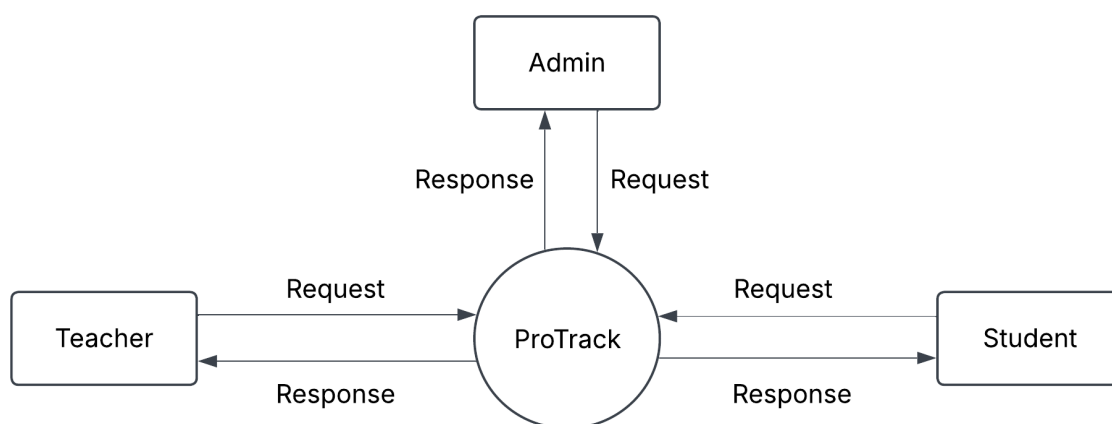 Admin
Response
Request
Request
Request
Teacher
ProTrack
Student
Response
Response